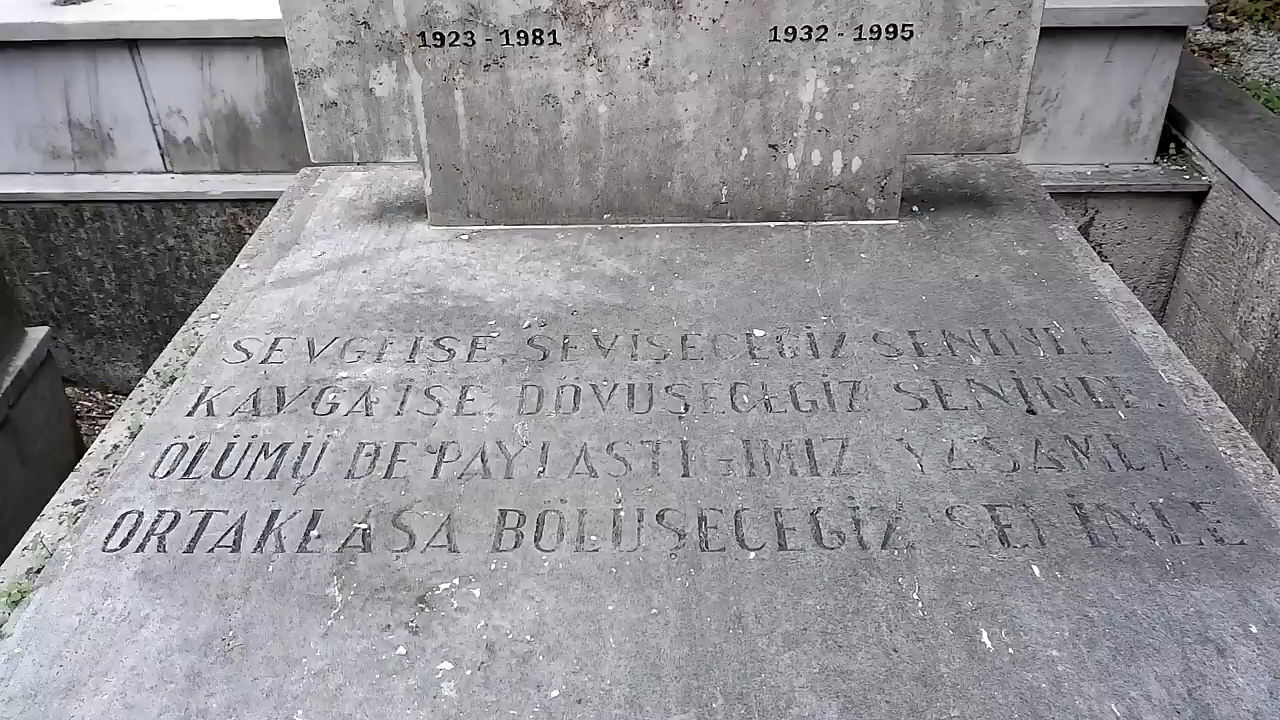 1923 - 1981 1932 - 1995
SEVGİ İSE, SEVİŞECEĞİZ SENİNLE
KAVGA İSE DÖVÜŞECEĞİZ SENİNLE.
ÖLÜMÜ DE PAYLAŞTIĞIMIZ YAŞAMLA.
ORTAKLAŞA BÖLÜŞECEĞİZ SENİNLE